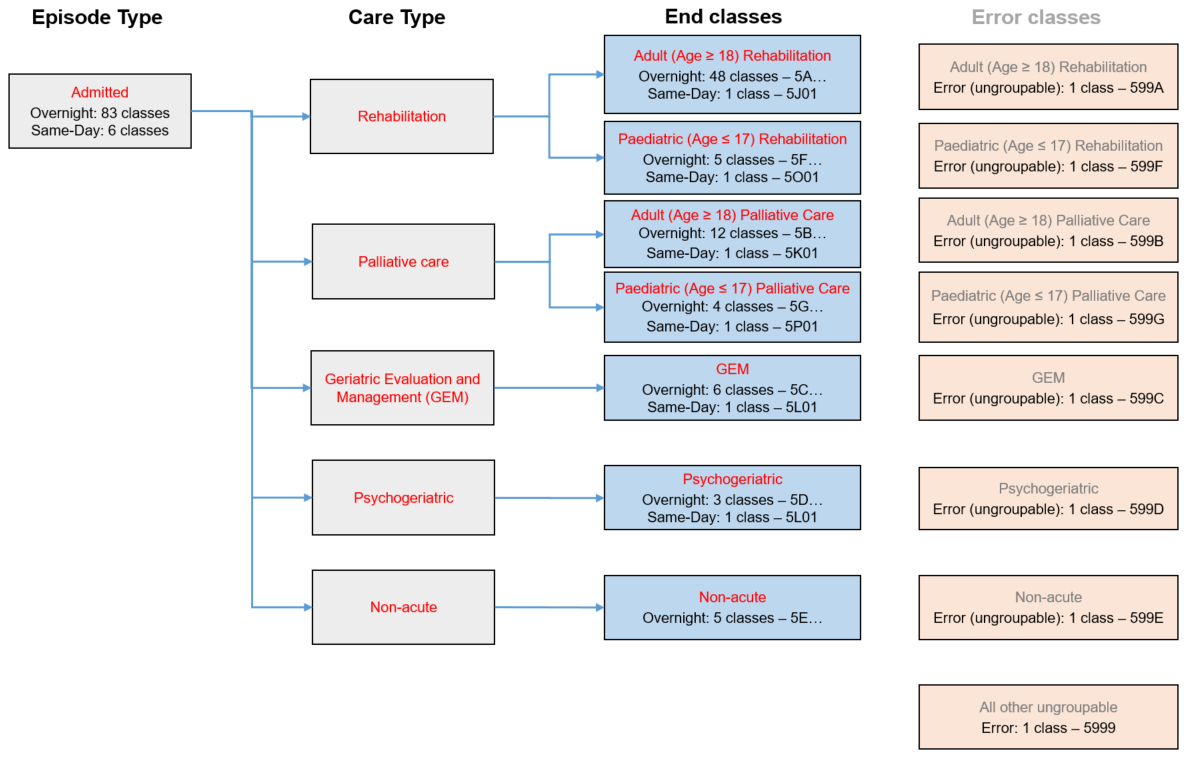 Episode Type
Care Type
End classes
Error classes
Admitted
Overnight: 83 classes
Same-Day: 6 classes
Rehabilitation
Adult (Age ≥ 18) Rehabilitation
Overnight: 48 classes – 5A…
Same-Day: 1 class – 5J01
Adult (Age ≥ 18) Rehabilitation
Error (ungroupable): 1 class – 599A
Paediatric (Age ≤ 17) Rehabilitation
Overnight: 5 classes – 5F…
Same-Day: 1 class – 5O01
Paediatric (Age ≤ 17) Rehabilitation
Error (ungroupable): 1 class – 599F
Palliative care
Adult (Age ≥ 18) Palliative Care
Overnight: 12 classes – 5B…
Same-Day: 1 class – 5K01
Adult (Age ≥ 18) Palliative Care
Error (ungroupable): 1 class – 599B
Paediatric (Age ≤ 17) Palliative Care
Overnight: 4 classes – 5G…
Same-Day: 1 class – 5P01
Paediatric (Age ≤ 17) Palliative Care
Error (ungroupable): 1 class – 599G
Geriatric Evaluation and
Management (GEM)
GEM
Overnight: 6 classes – 5C…
Same-Day: 1 class – 5L01
GEM
Error (ungroupable): 1 class – 599C
Psychogeriatric
Psychogeriatric
Overnight: 3 classes – 5D…
Same-Day: 1 class – 5L01
Psychogeriatric
Error (ungroupable): 1 class – 599D
Non-acute
Non-acute
Overnight: 5 classes – 5E…
Non-acute
Error (ungroupable): 1 class – 599E
All other ungroupable
Error: 1 class – 5999